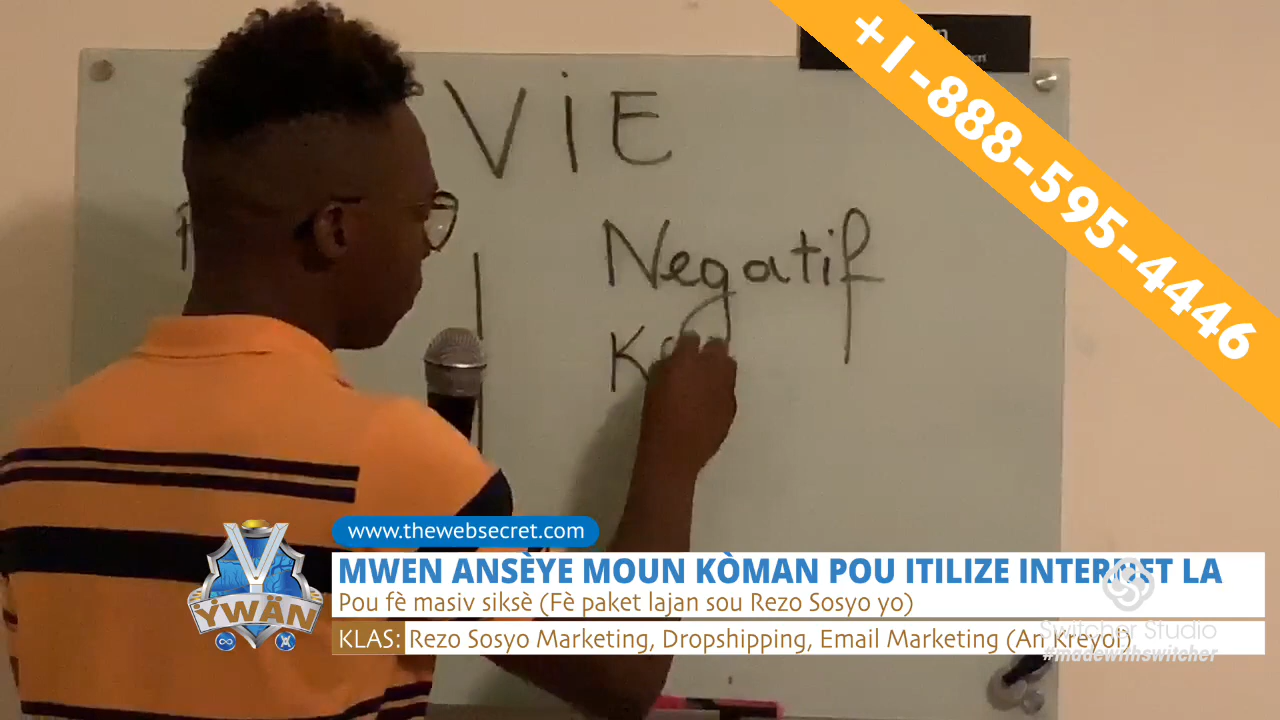 +1-888-595-4446
VIE
Negatif
www.thewebsecret.com
MWEN ANSÈYE MOUN KÒMAN POU ITILIZE INTERNET LA
Pou fè masiv siksè (Fè paket lajan sou Rezo Sosyo yo)
KLAS: Rezo Sosyo Marketing, Dropshipping, Email Marketing (An Kreyòl)
ÝWÄN
Switcher Studio
#madewithswitcher